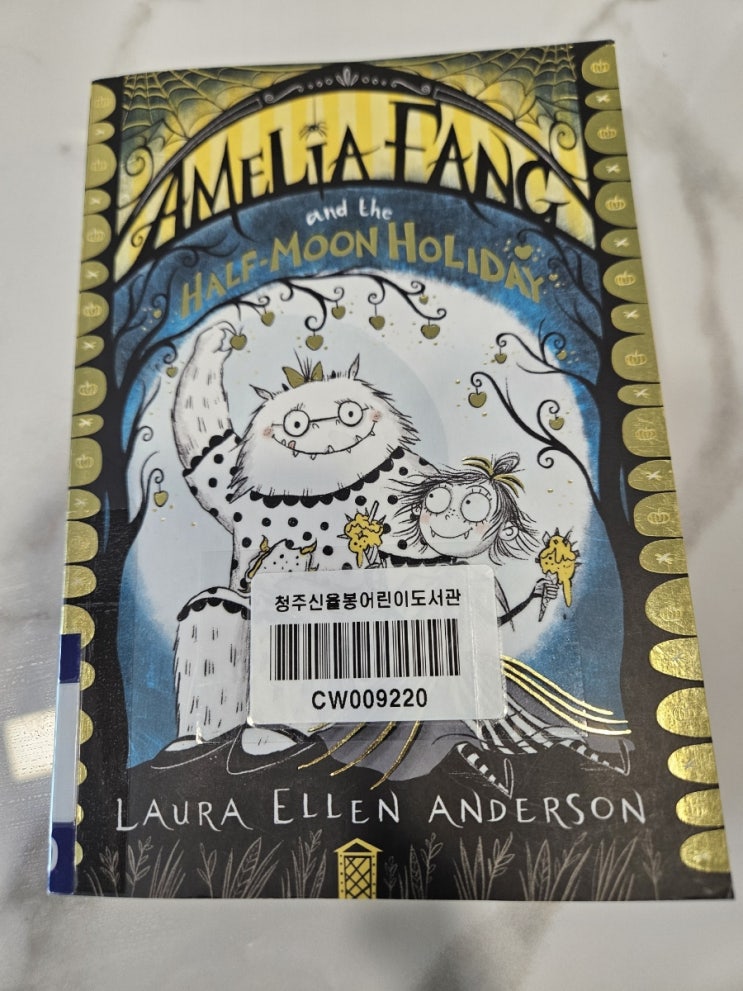 AMELIA FANG
and the
HALF-MOON HOLIDAY
청주신율봉어린이도서관
CW009220
LAURA ELLEN ANDERSON